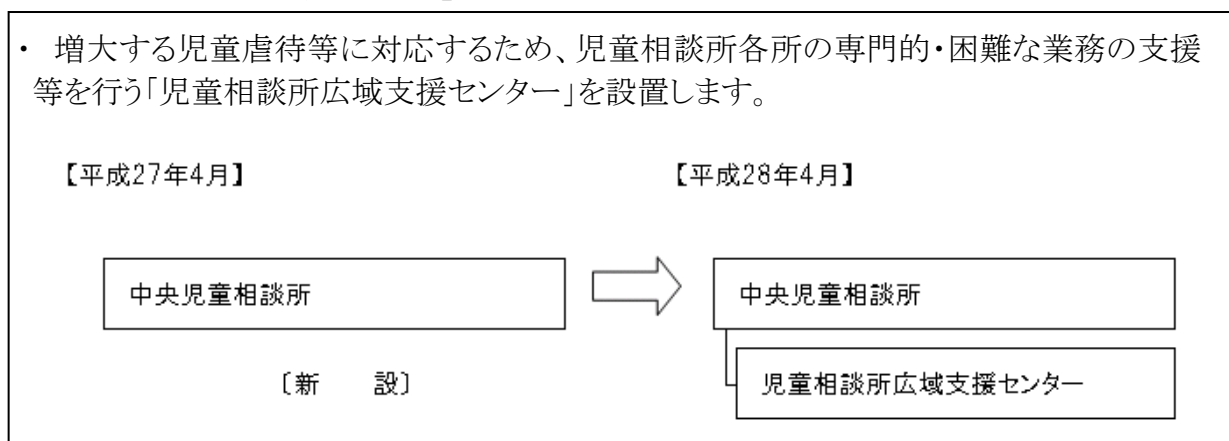 ・ 増大する児童虐待等に対応するため、児童相談所各所の専門的・困難な業務の支援
等を行う「児童相談所広域支援センター」を設置します。
【平成27年4月】
【平成28年4月】
中央児童相談所
中央児童相談所
〔新　　設〕
児童相談所広域支援センター